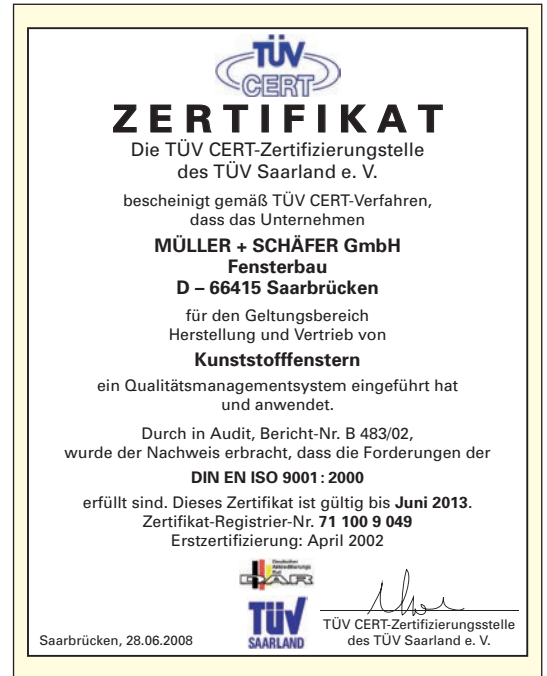 TÜV
CERT
ZERTIFIKAT
Die TÜV CERT-Zertifizierungstelle
des TÜV Saarland e. V.
bescheinigt gemäß TÜV CERT-Verfahren,
dass das Unternehmen
MÜLLER + SCHÄFER GmbH
Fensterbau
D – 66415 Saarbrücken
für den Geltungsbereich
Herstellung und Vertrieb von
Kunststofffenstern
ein Qualitätsmanagementsystem eingeführt hat
und anwendet.
Durch in Audit, Bericht-Nr. B 483/02,
wurde der Nachweis erbracht, dass die Forderungen der
DIN EN ISO 9001 : 2000
erfüllt sind. Dieses Zertifikat ist gültig bis Juni 2013.
Zertifikat-Registrier-Nr. 71 100 9 049
Erstzertifizierung: April 2002
Deutscher
Akkreditierungs
Rat
DAR
TÜV
SAARLAND
Saarbrücken, 28.06.2008
TÜV CERT-Zertifizierungsstelle
des TÜV Saarland e. V.